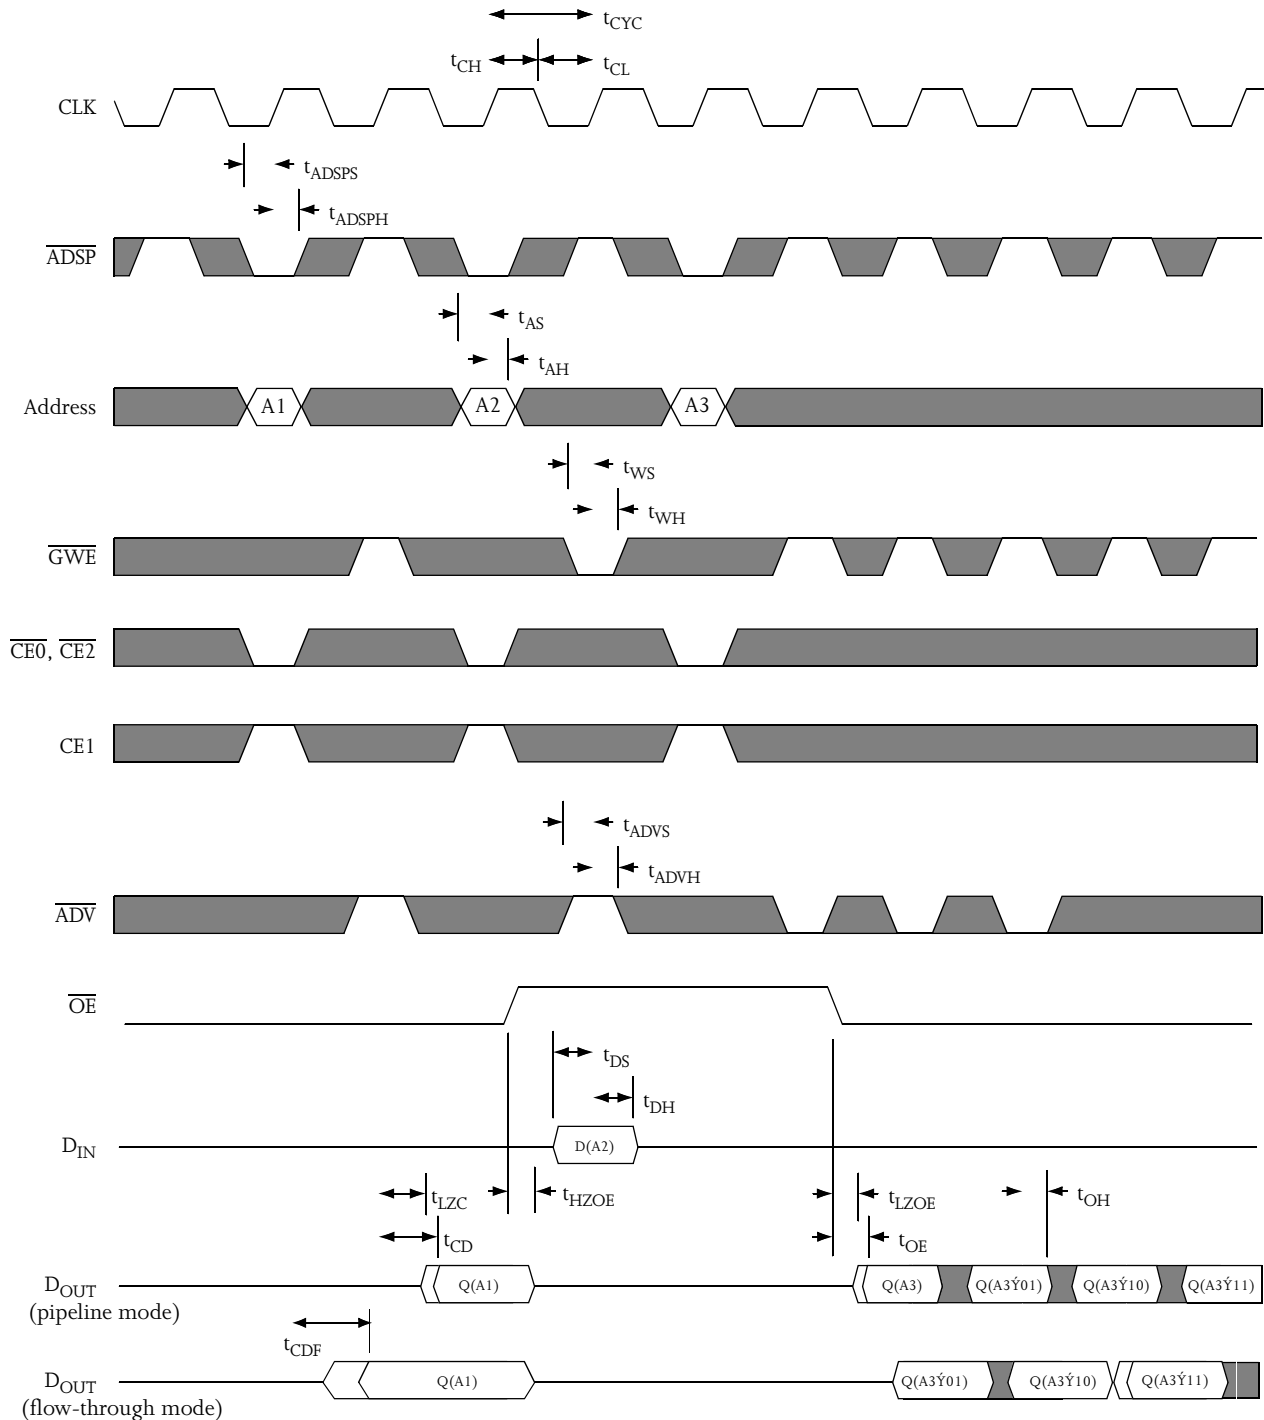 tCYC
tCH
tCL
CLK
tADSPS
tADSPH
ADSP
tAS
tAH
Address
A1
A2
A3
tWS
tWH
GWE
CE0, CE2
CE1
tADVS
tADVH
ADV
OE
tDS
tDH
DIN
D(A2)
tLZC
tHZOE
tLZOE
tOH
tCD
tOE
DOUT
(pipeline mode)
Q(A1)
Q(A3)
Q(A3Ý01)
Q(A3Ý10)
Q(A3Ý11)
tCDF
DOUT
(flow-through mode)
Q(A1)
Q(A3Ý01)
Q(A3Ý10)
Q(A3Ý11)